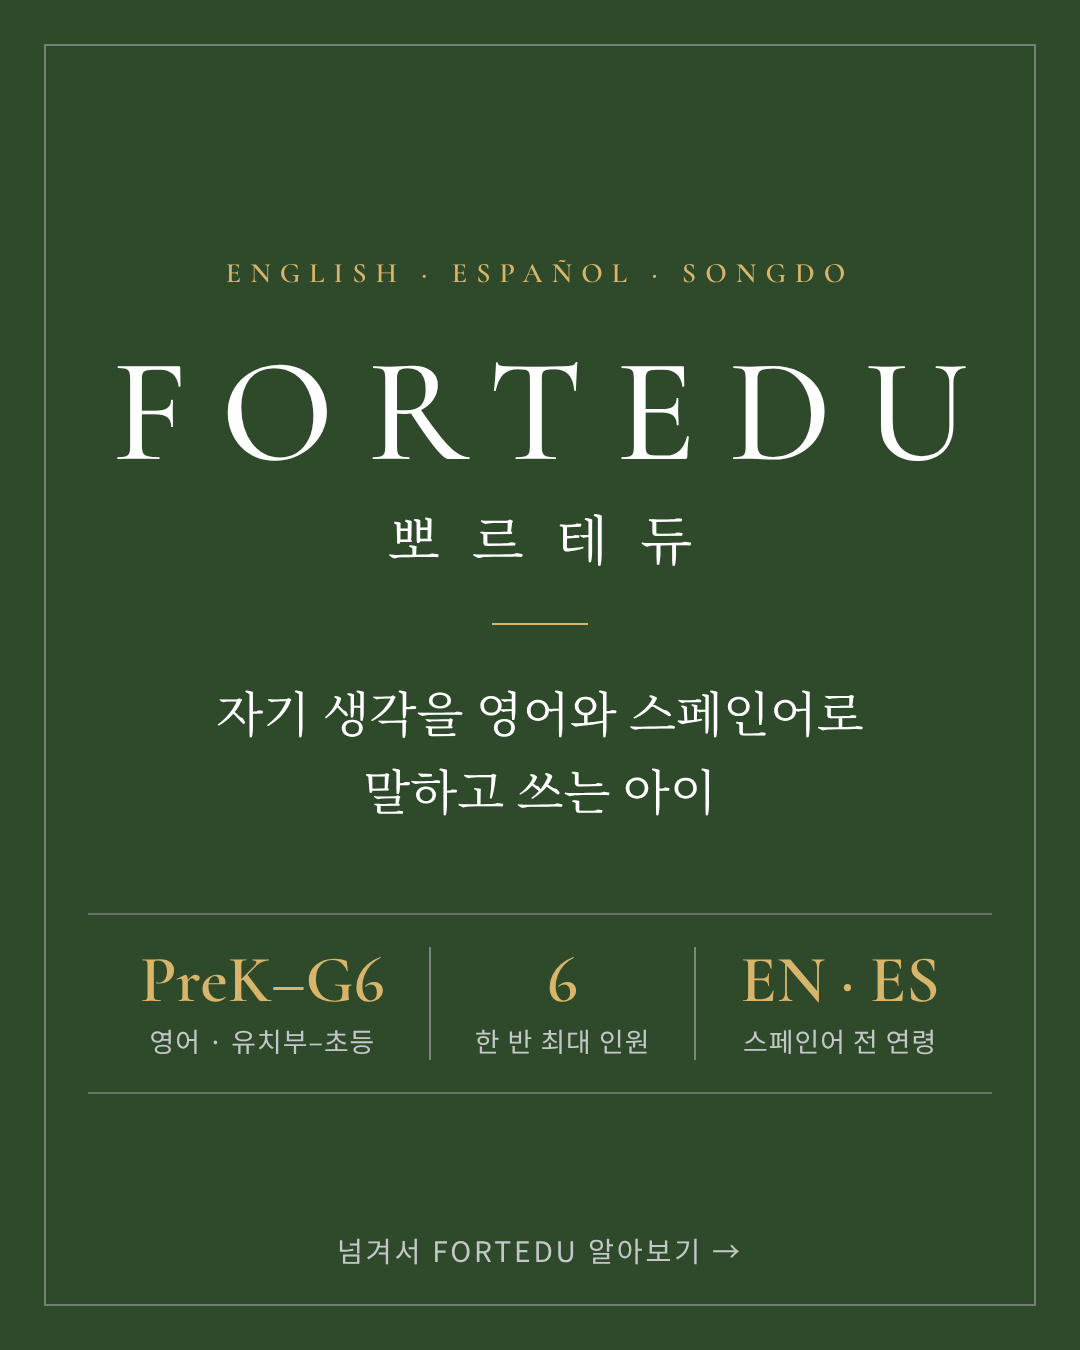 ENGLISH · ESPAÑOL · SONGDO
FORTEDU
뽀르테듀
자기 생각을 영어와 스페인어로
말하고 쓰는 아이
PreK–G6
영어 · 유치부–초등
6
한 반 최대 인원
EN · ES
스페인어 전 연령
넘겨서 FORTEDU 알아보기 →